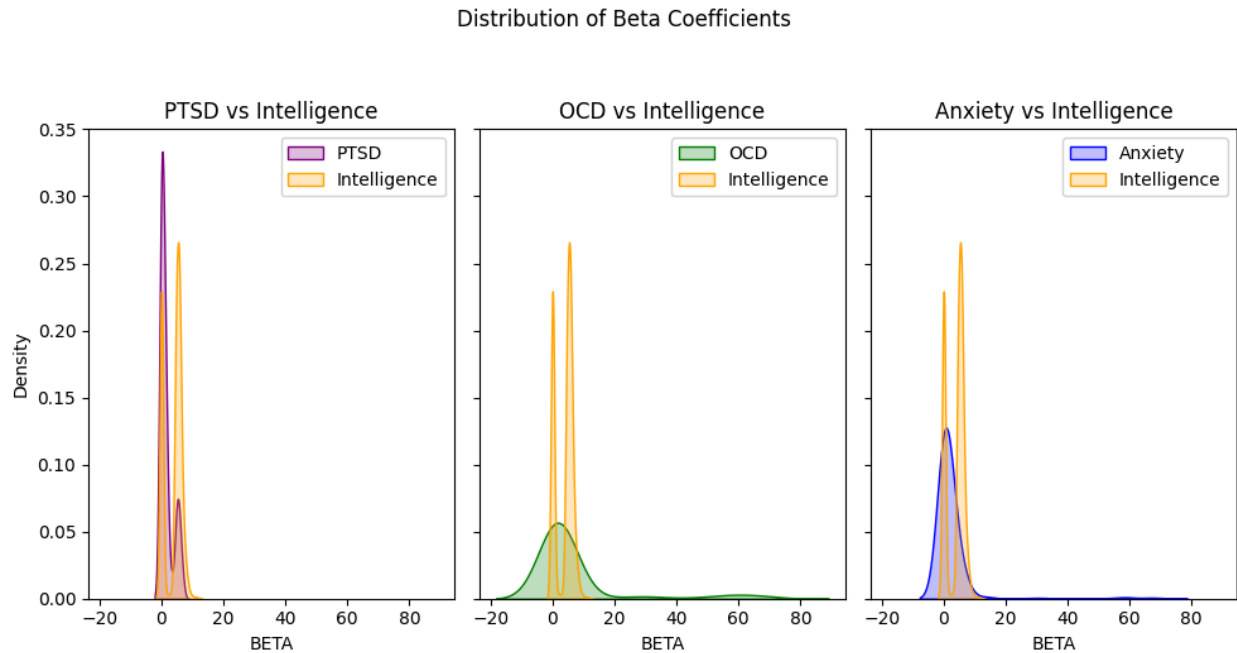 Distribution of Beta Coefficients
PTSD vs Intelligence
OCD vs Intelligence
Anxiety vs Intelligence
PTSD
Intelligence
OCD
Intelligence
Anxiety
Intelligence
Density
0.35
0.30
0.25
0.20
0.15
0.10
0.05
0.00
−20 0 20 40 60 80
−20 0 20 40 60 80
−20 0 20 40 60 80
BETA
BETA
BETA